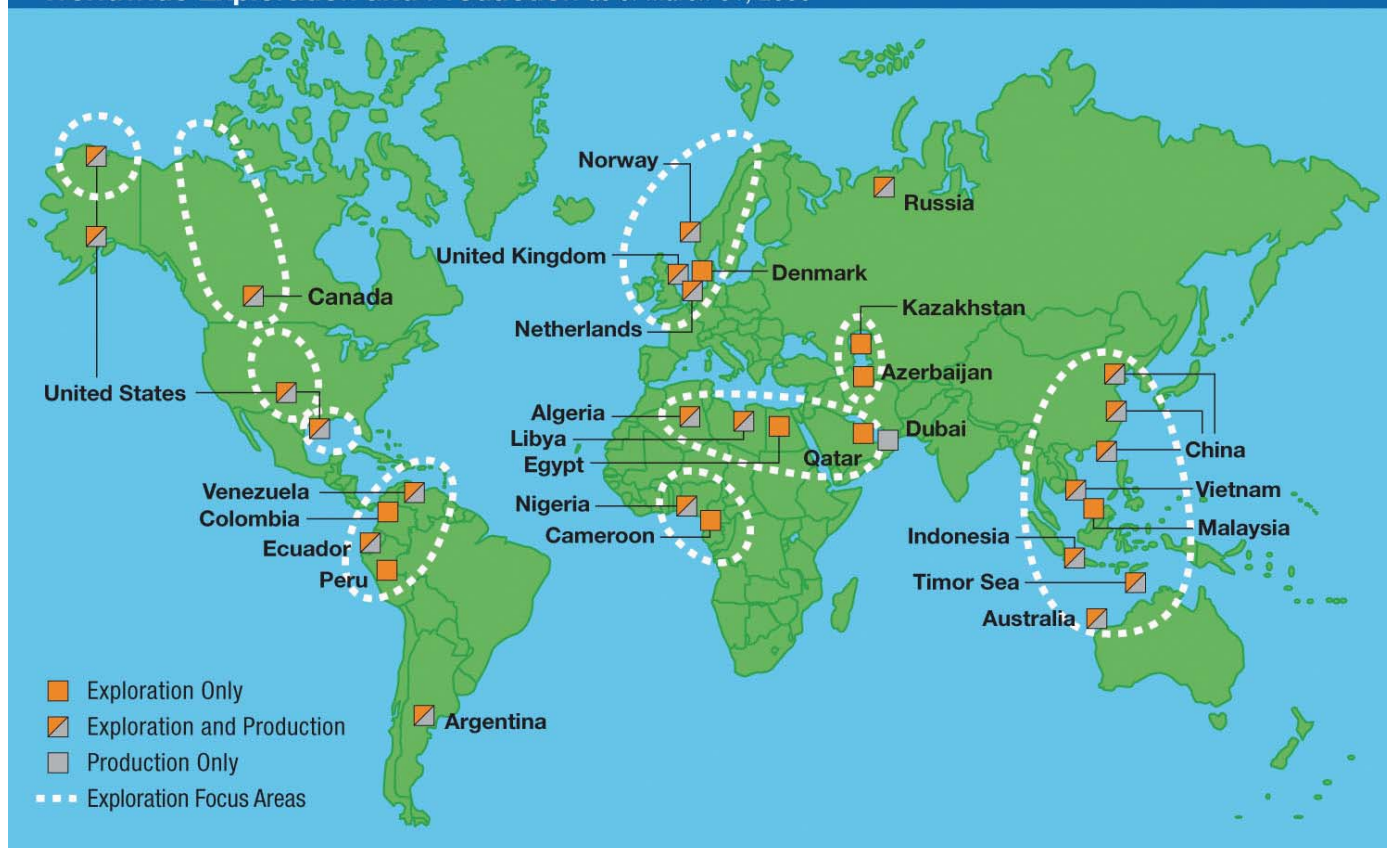 Norway
Russia
United Kingdom
Denmark
Canada
Kazakhstan
Netherlands
Azerbaijan
United States
Algeria
Dubai
Libya
Qatar
Egypt
China
Venezuela
Nigeria
Vietnam
Colombia
Cameroon
Malaysia
Ecuador
Indonesia
Peru
Timor Sea
Australia
Exploration Only
Exploration and Production
Argentina
Production Only
Exploration Focus Areas